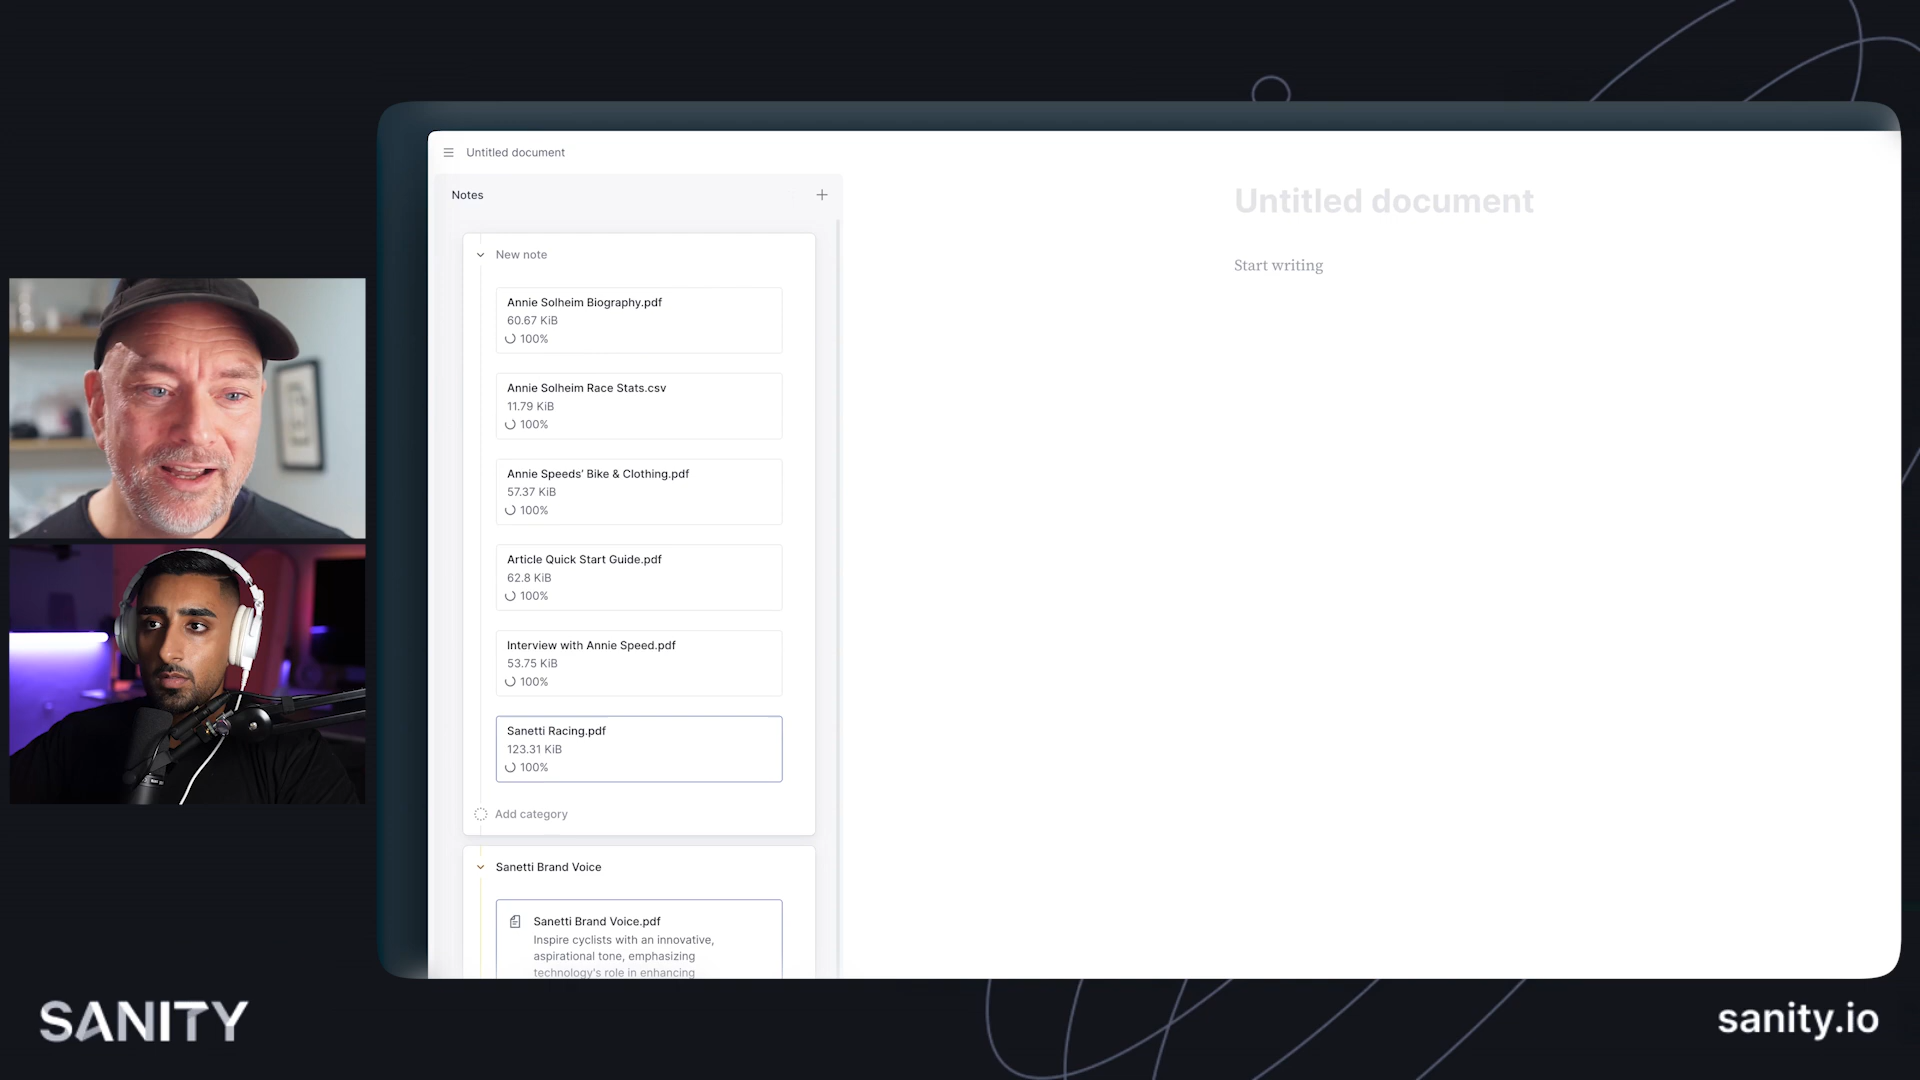 Untitled document
Notes
New note
Annie Solheim Biography.pdf
60.67 KiB
100%
Annie Solheim Race Stats.csv
11.79 KiB
100%
Annie Speeds’ Bike & Clothing.pdf
57.37 KiB
100%
Article Quick Start Guide.pdf
62.8 KiB
100%
Interview with Annie Speed.pdf
53.75 KiB
100%
Sanetti Racing.pdf
123.31 KiB
100%
Add category
Sanetti Brand Voice
Sanetti Brand Voice.pdf
Inspire cyclists with an innovative,
aspirational tone, emphasizing
technology's role in enhancing
Untitled document
Start writing
SANITY
sanity.io